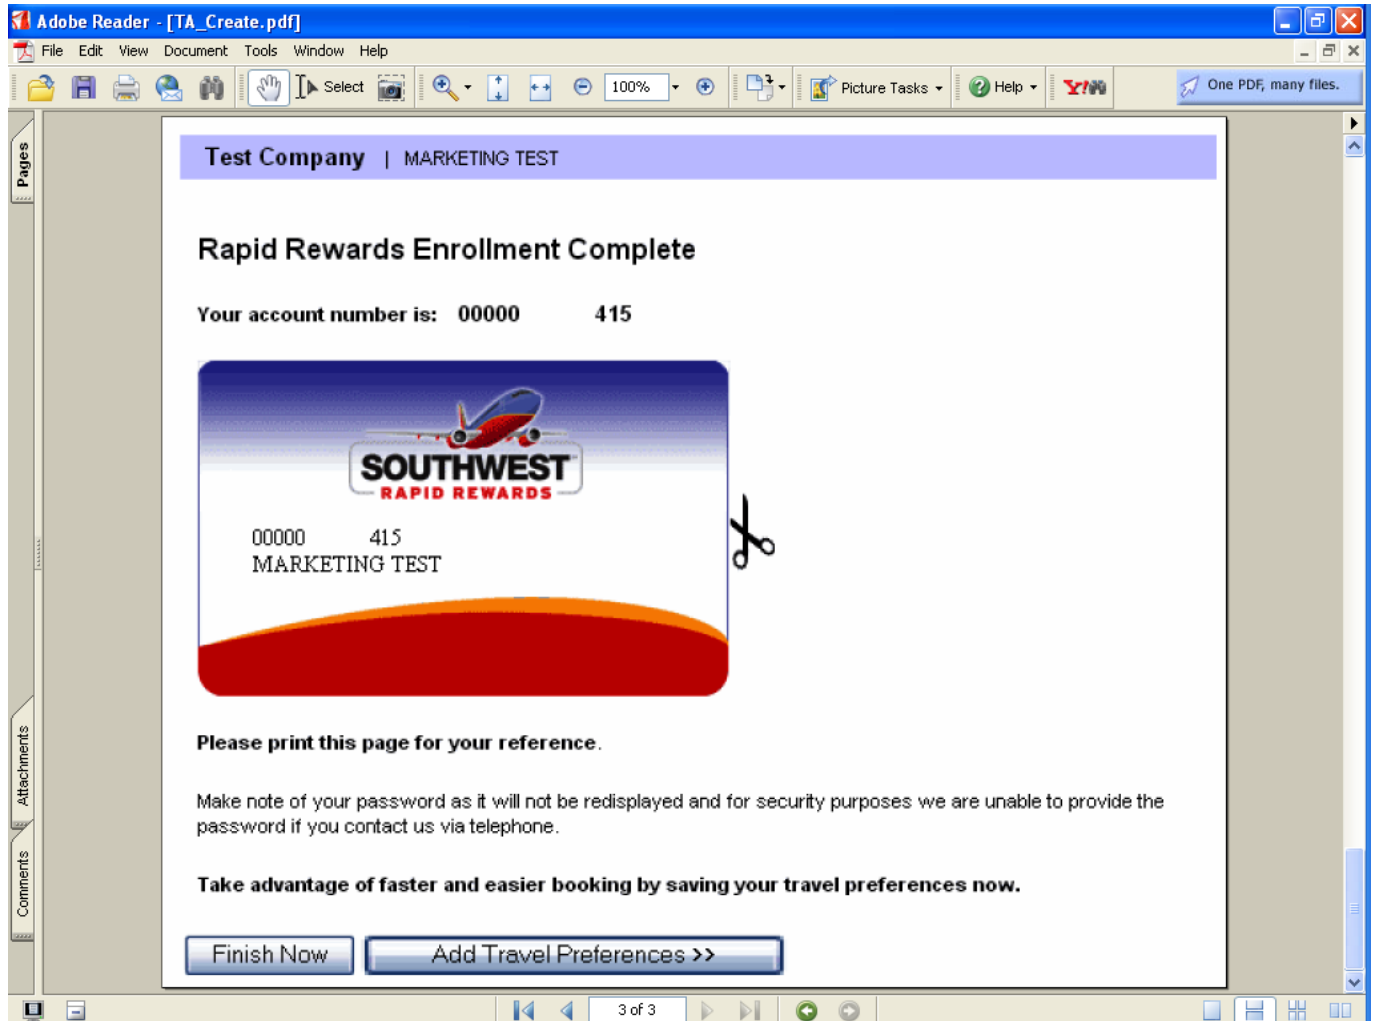 Adobe Reader - [TA_Create.pdf]
File Edit View Document Tools Window Help
Select 100% Picture Tasks Help Y! One PDF, many files.
Pages
Test Company | MARKETING TEST
Rapid Rewards Enrollment Complete
Your account number is: 00000 415
SOUTHWEST
RAPID REWARDS
00000 415
MARKETING TEST
Please print this page for your reference.
Attachments
Make note of your password as it will not be redisplayed and for security purposes we are unable to provide the
password if you contact us via telephone.
Comments
Take advantage of faster and easier booking by saving your travel preferences now.
Finish Now Add Travel Preferences >>
3 of 3